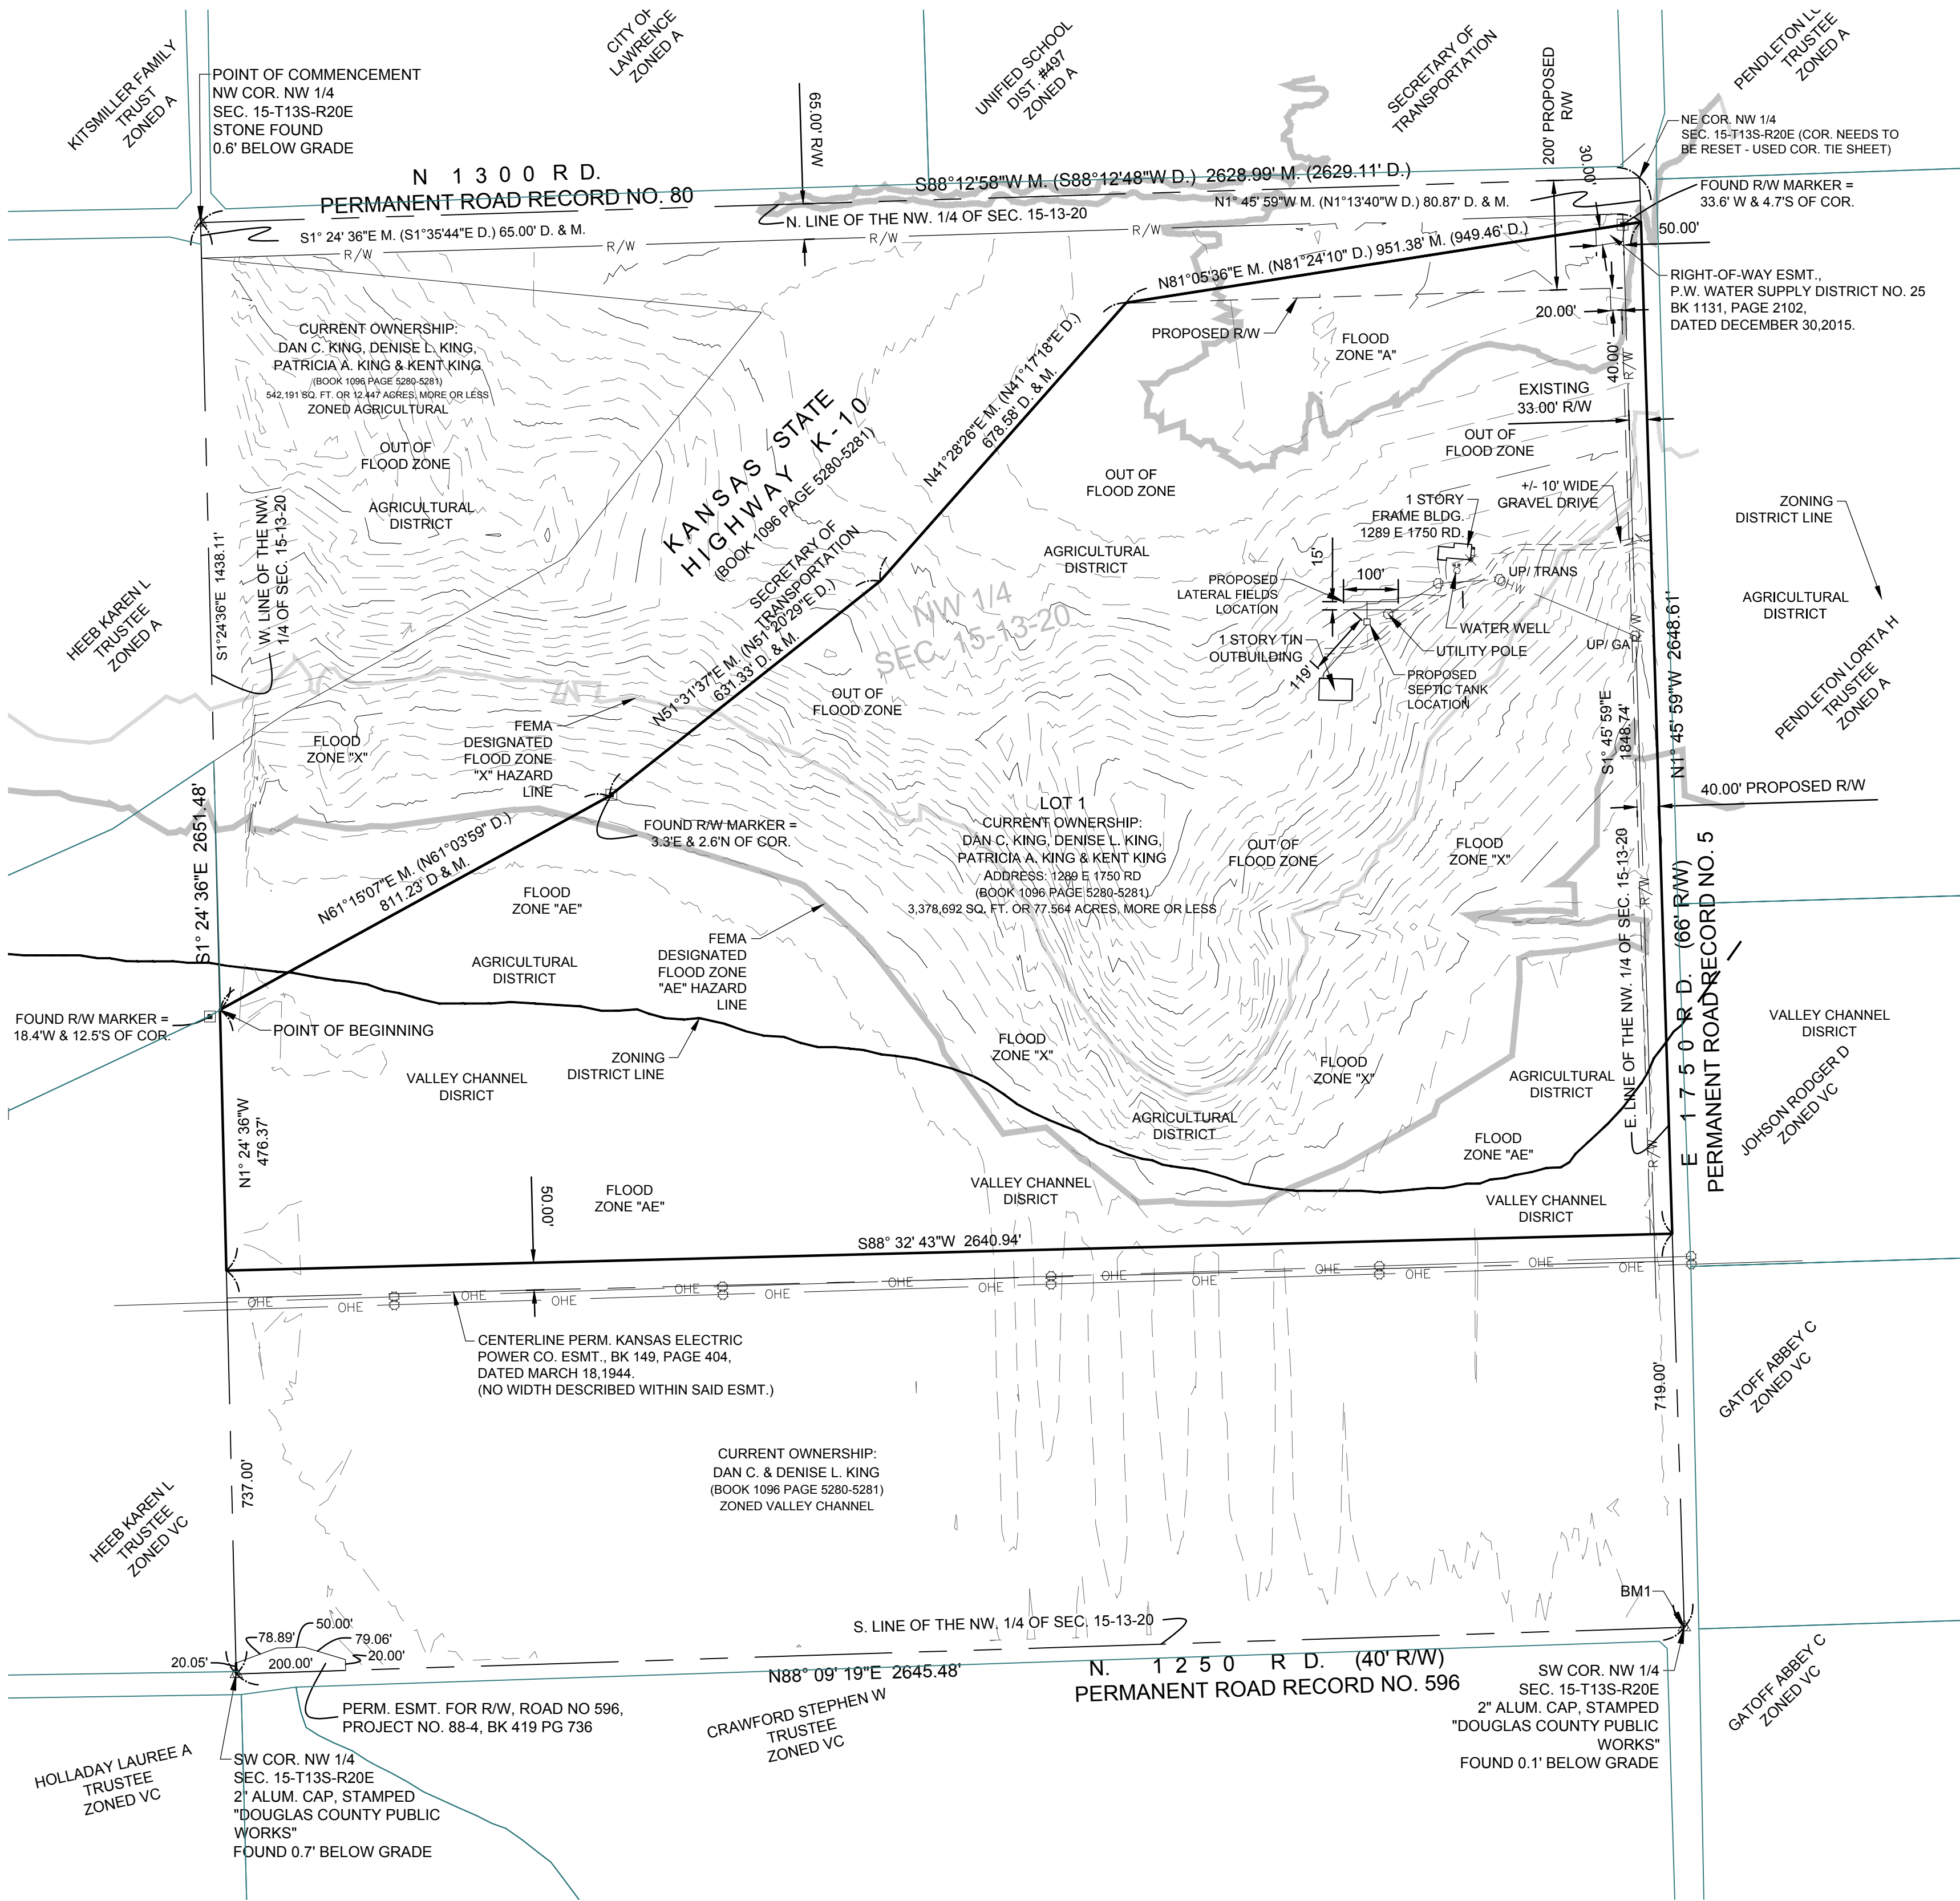 KITSMILLER FAMILY
TRUST
ZONED A
CITY OF
LAWRENCE
ZONED A
UNIFIED SCHOOL
DIST. #497
ZONED A
SECRETARY OF
TRANSPORTATION
TRUSTEE
ZONED A
POINT OF COMMENCEMENT
NW COR. NW 1/4
SEC. 15-T13S-R20E
STONE FOUND
0.6' BELOW GRADE
65.00' R/W
200' PROPOSED
R/W
30.00'
NE COR. NW 1/4
SEC. 15-T13S-R20E (COR. NEEDS TO
BE RESET - USED COR. TIE SHEET)
N 1300 RD.
PERMANENT ROAD RECORD NO. 80
S88°12'58"W M. (S88°12'48"W D.) 2628.99' M. (2629.11' D.)
N. LINE OF THE NW. 1/4 OF SEC. 15-13-20
N1° 45' 59"W M. (N1°13'40"W D.) 80.87' D. & M.
FOUND R/W MARKER =
33.6' W & 4.7'S OF COR.
S1° 24' 36"E M. (S1°35'44"E D.) 65.00' D. & M.
R/W
R/W
R/W
50.00'
N81°05'36"E M. (N81°24'10" D.) 951.38' M. (949.46' D.)
RIGHT-OF-WAY ESMT.,
P.W. WATER SUPPLY DISTRICT NO. 25
BK 1131, PAGE 2102,
DATED DECEMBER 30,2015.
20.00'
40.00'
R/W
PROPOSED R/W
FLOOD
ZONE "A"
CURRENT OWNERSHIP:
DAN C. KING, DENISE L. KING,
PATRICIA A. KING & KENT KING
(BOOK 1096 PAGE 5280-5281)
542,191 SQ. FT. OR 12.447 ACRES, MORE OR LESS
ZONED AGRICULTURAL
OUT OF
FLOOD ZONE
AGRICULTURAL
DISTRICT
S1°24'36"E 1438.11'
W. LINE OF THE NW.
1/4 OF SEC. 15-13-20
KANSAS STATE
HIGHWAY K-10
(BOOK 1096 PAGE 5280-5281)
SECRETARY OF
TRANSPORTATION
N41°28'26"E M. (N41°17'18"E D.)
678.58' D. & M.
EXISTING
33.00' R/W
OUT OF
FLOOD ZONE
OUT OF
FLOOD ZONE
+/- 10' WIDE
GRAVEL DRIVE
1 STORY
FRAME BLDG.
1289 E 1750 RD.
ZONING
DISTRICT LINE
AGRICULTURAL
DISTRICT
15'
100'
PROPOSED
LATERAL FIELDS
LOCATION
UP/ TRANS
OHW
WATER WELL
UTILITY POLE
UP/ GA
R/W
1 STORY TIN
OUTBUILDING
119'
PROPOSED
SEPTIC TANK
LOCATION
AGRICULTURAL
DISTRICT
HEEB KAREN L
TRUSTEE
ZONED A
PENDLETON LORITA H
TRUSTEE
ZONED A
NW 1/4
SEC. 15-13-20
N51°31'37"E M. (N51°20'29"E D.)
631.33' D. & M.
OUT OF
FLOOD ZONE
FLOOD
ZONE "X"
FEMA
DESIGNATED
FLOOD ZONE
"X" HAZARD
LINE
S1° 45' 59"E
1848.74'
N1° 45' 59"W 2648.61'
40.00' PROPOSED R/W
FOUND R/W MARKER =
3.3'E & 2.6'N OF COR.
LOT 1
CURRENT OWNERSHIP:
DAN C, KING, DENISE L. KING,
PATRICIA A. KING & KENT KING
ADDRESS: 1289 E 1750 RD
(BOOK 1096 PAGE 5280-5281)
3,378,692 SQ. FT. OR 77.564 ACRES, MORE OR LESS
OUT OF
FLOOD ZONE
FLOOD
ZONE "X"
S1° 24' 36"E 2651.48'
N61°15'07"E M. (N61°03'59" D.)
811.23' D & M.
FLOOD
ZONE "AE"
FEMA
DESIGNATED
FLOOD ZONE
"AE" HAZARD
LINE
AGRICULTURAL
DISTRICT
R/W
E. LINE OF THE NW. 1/4 OF SEC. 15-13-20
E 1750 RD. (66' R/W)
PERMANENT ROAD RECORD NO. 5
FOUND R/W MARKER =
18.4'W & 12.5'S OF COR.
POINT OF BEGINNING
ZONING
DISTRICT LINE
VALLEY CHANNEL
DISRICT
FLOOD
ZONE "X"
FLOOD
ZONE "X"
AGRICULTURAL
DISTRICT
VALLEY CHANNEL
DISRICT
JOHSON RODGER D
ZONED VC
N1° 24' 36"W
476.37'
AGRICULTURAL
DISTRICT
FLOOD
ZONE "AE"
R/W
FLOOD
ZONE "AE"
50.00'
VALLEY CHANNEL
DISRICT
VALLEY CHANNEL
DISRICT
S88° 32' 43"W 2640.94'
OHE OHE OHE OHE OHE OHE
OHE OHE OHE OHE OHE OHE OHE
CENTERLINE PERM. KANSAS ELECTRIC
POWER CO. ESMT., BK 149, PAGE 404,
DATED MARCH 18,1944.
(NO WIDTH DESCRIBED WITHIN SAID ESMT.)
719.00'
GATOFF ABBEY C
ZONED VC
737.00'
CURRENT OWNERSHIP:
DAN C. & DENISE L. KING
(BOOK 1096 PAGE 5280-5281)
ZONED VALLEY CHANNEL
HEEB KAREN L
TRUSTEE
ZONED VC
BM1
S. LINE OF THE NW. 1/4 OF SEC. 15-13-20
50.00'
78.89'
79.06'
20.05'
200.00'
20.00'
N88° 09' 19"E 2645.48'
N. 1250 RD. (40' R/W)
PERMANENT ROAD RECORD NO. 596
PERM. ESMT. FOR R/W, ROAD NO 596,
PROJECT NO. 88-4, BK 419 PG 736
CRAWFORD STEPHEN W
TRUSTEE
ZONED VC
SW COR. NW 1/4
SEC. 15-T13S-R20E
2" ALUM. CAP, STAMPED
"DOUGLAS COUNTY PUBLIC
WORKS"
FOUND 0.1' BELOW GRADE
GATOFF ABBEY C
ZONED VC
HOLLADAY LAUREE A
TRUSTEE
ZONED VC
SW COR. NW 1/4
SEC. 15-T13S-R20E
2' ALUM. CAP, STAMPED
"DOUGLAS COUNTY PUBLIC
WORKS"
FOUND 0.7' BELOW GRADE